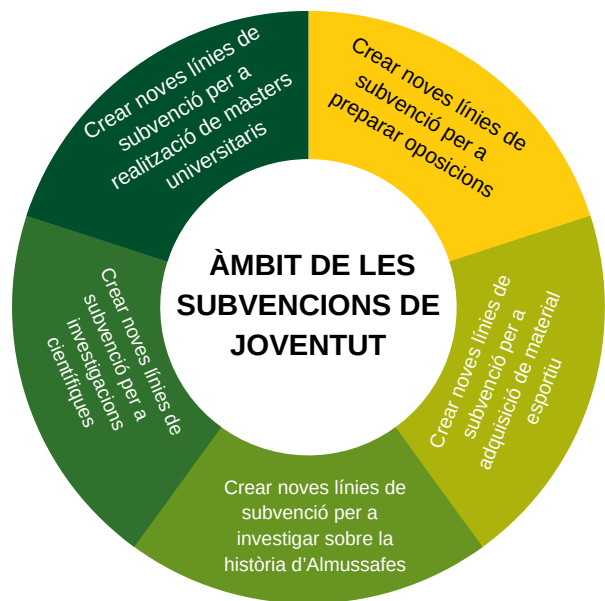 ÀMBIT DE LES
SUBVENCIONS DE
JOVENTUT
Crear noves línies de
subvenció per a
preparar oposicions
Crear noves línies de
subvenció per a
adquisició de material
esportiu
Crear noves línies de
subvenció per a
investigar sobre la
història d’Almussafes
Crear noves línies de
subvenció per a
investigacions
científiques
Crear noves línies de
subvenció per a
realització de màsters
universitaris